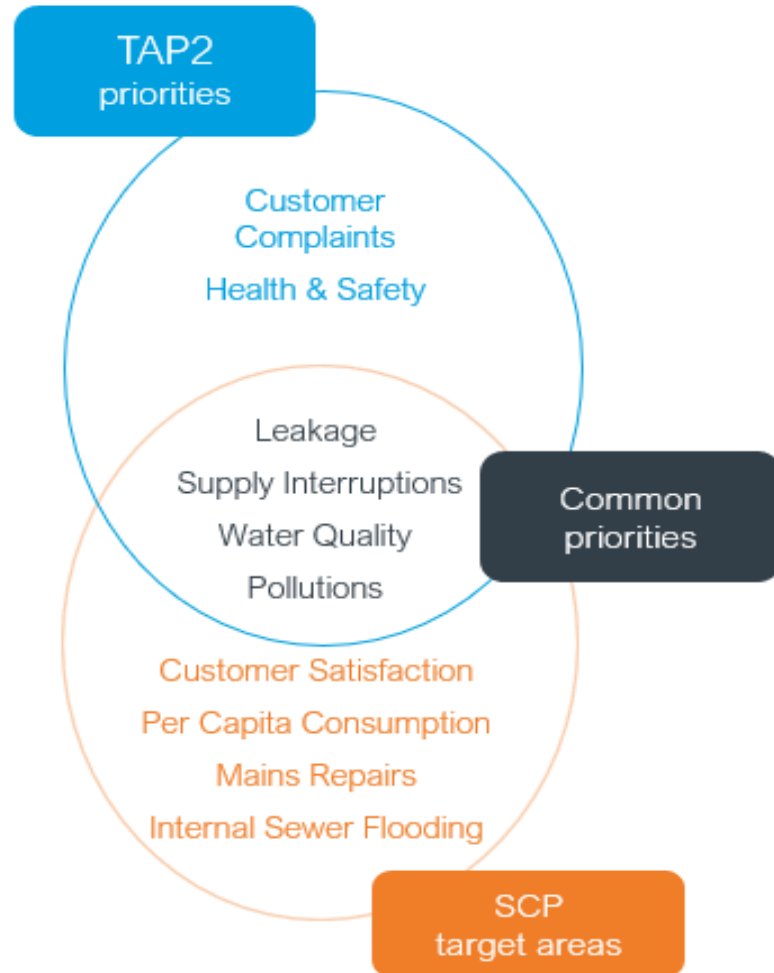 TAP2
priorities
Customer
Complaints
Health & Safety
Leakage
Supply Interruptions
Water Quality
Pollutions
Common
priorities
Customer Satisfaction
Per Capita Consumption
Mains Repairs
Internal Sewer Flooding
SCP
target areas